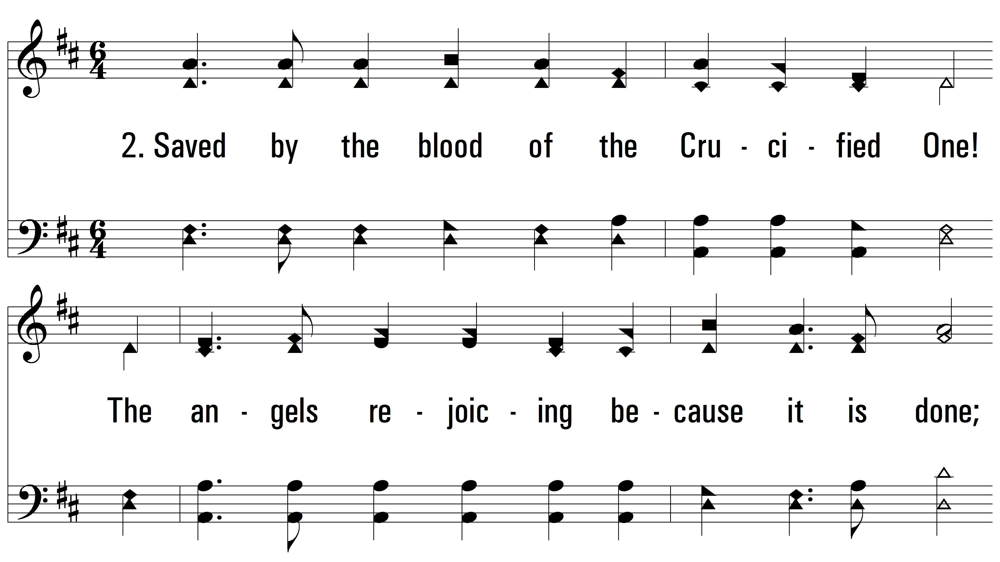 2. Saved by the blood of the Cru - ci - fied One!
The an - gels re - joic - ing be - cause it is done;